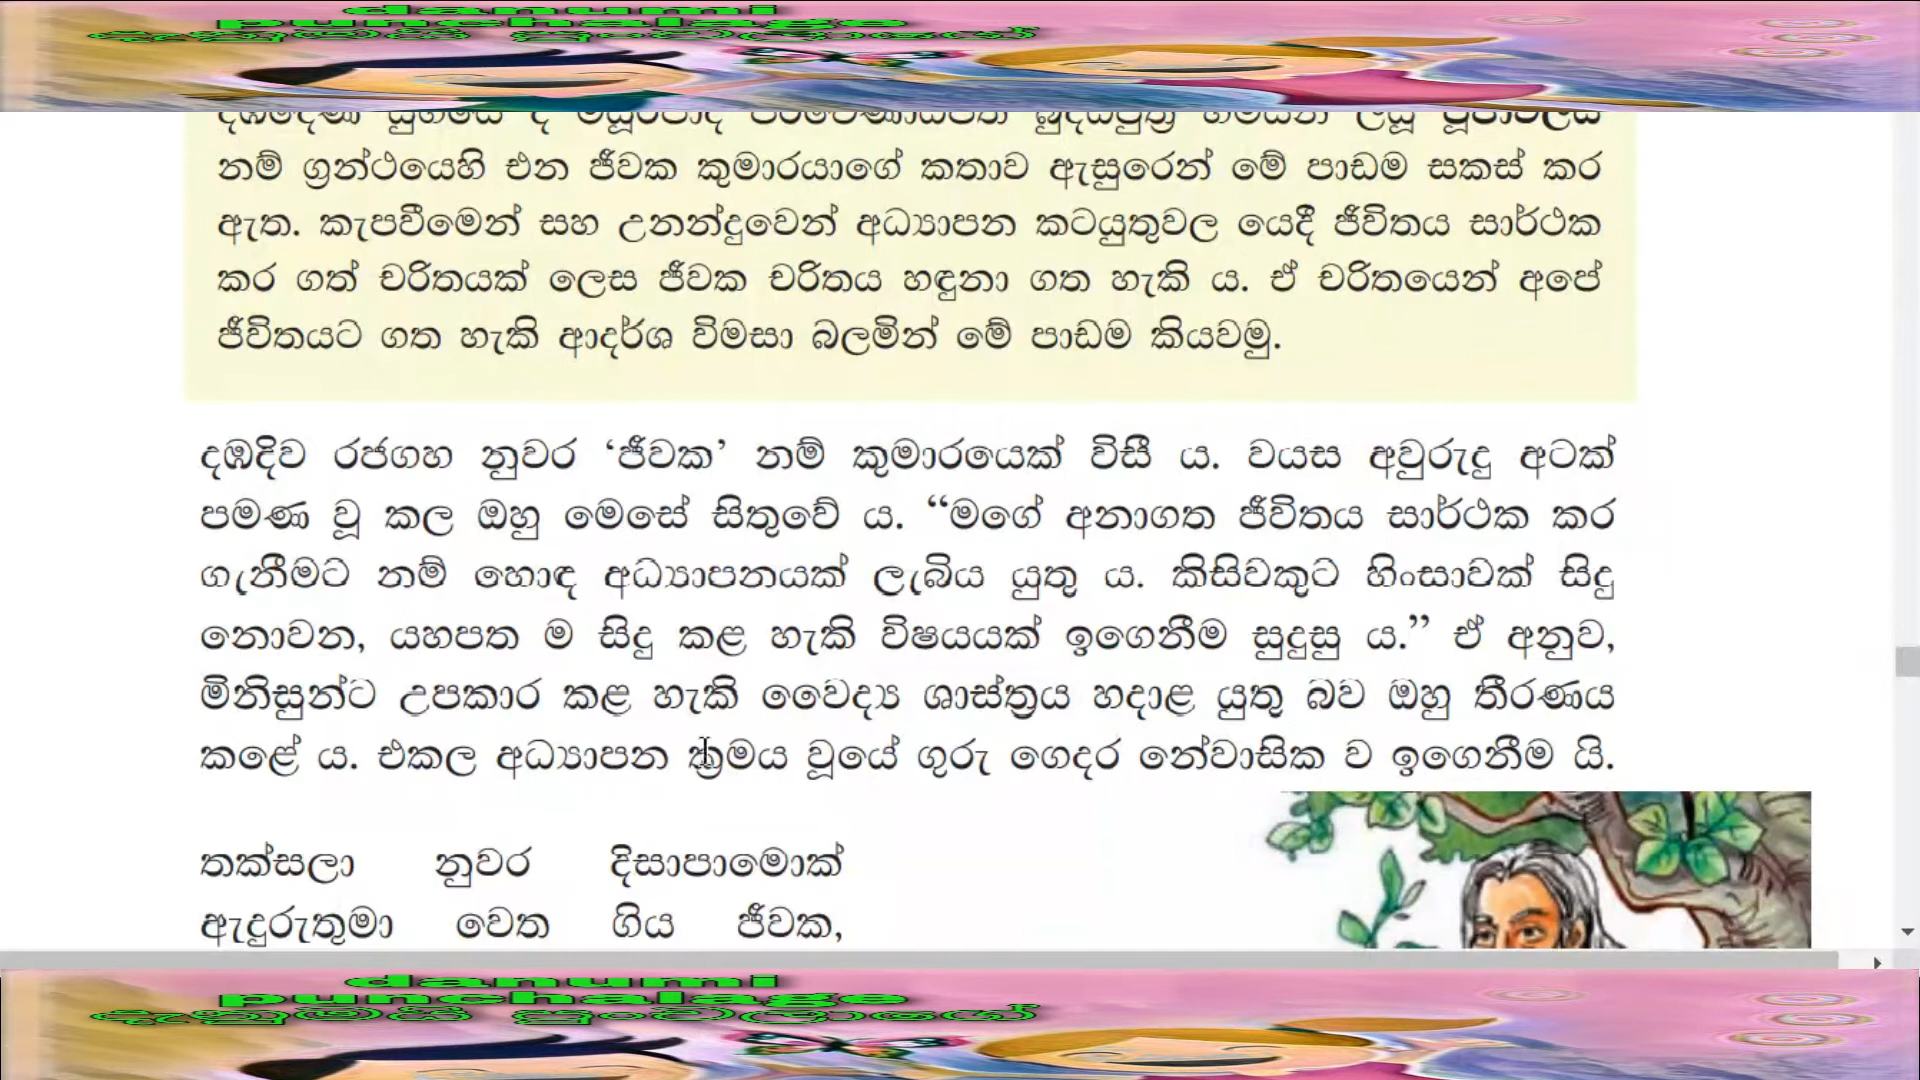 danumi
punchalage
දැනුමයි පුංචිලාගේ
නම් ග්‍රන්ථයෙහි එන ජීවක කුමාරයාගේ කතාව ඇසුරෙන් මේ පාඩම සකස් කර
ඇත. කැපවීමෙන් සහ උනන්දුවෙන් අධ්‍යාපන කටයුතුවල යෙදී ජීවිතය සාර්ථක
කර ගත් චරිතයක් ලෙස ජීවක චරිතය හඳුනා ගත හැකි ය. ඒ චරිතයෙන් අපේ
ජීවිතයට ගත හැකි ආදර්ශ විමසා බලමින් මේ පාඩම කියවමු.
දඹදිව රජගහ නුවර ‘ජීවක’ නම් කුමාරයෙක් විසී ය. වයස අවුරුදු අටක්
පමණ වූ කල ඔහු මෙසේ සිතුවේ ය. “මගේ අනාගත ජීවිතය සාර්ථක කර
ගැනීමට නම් හොඳ අධ්‍යාපනයක් ලැබිය යුතු ය. කිසිවකුට හිංසාවක් සිදු
නොවන, යහපත ම සිදු කළ හැකි විෂයයක් ඉගෙනීම සුදුසු ය.” ඒ අනුව,
මිනිසුන්ට උපකාර කළ හැකි වෛද්‍ය ශාස්ත්‍රය හදාළ යුතු බව ඔහු තීරණය
කළේ ය. එකල අධ්‍යාපන ක්‍රමය වූයේ ගුරු ගෙදර නේවාසික ව ඉගෙනීම යි.
තක්සලා නුවර දිසාපාමොක්
ඇදුරුතුමා වෙත ගිය ජීවක,
danumi
punchalage
දැනුමයි පුංචිලාගේ